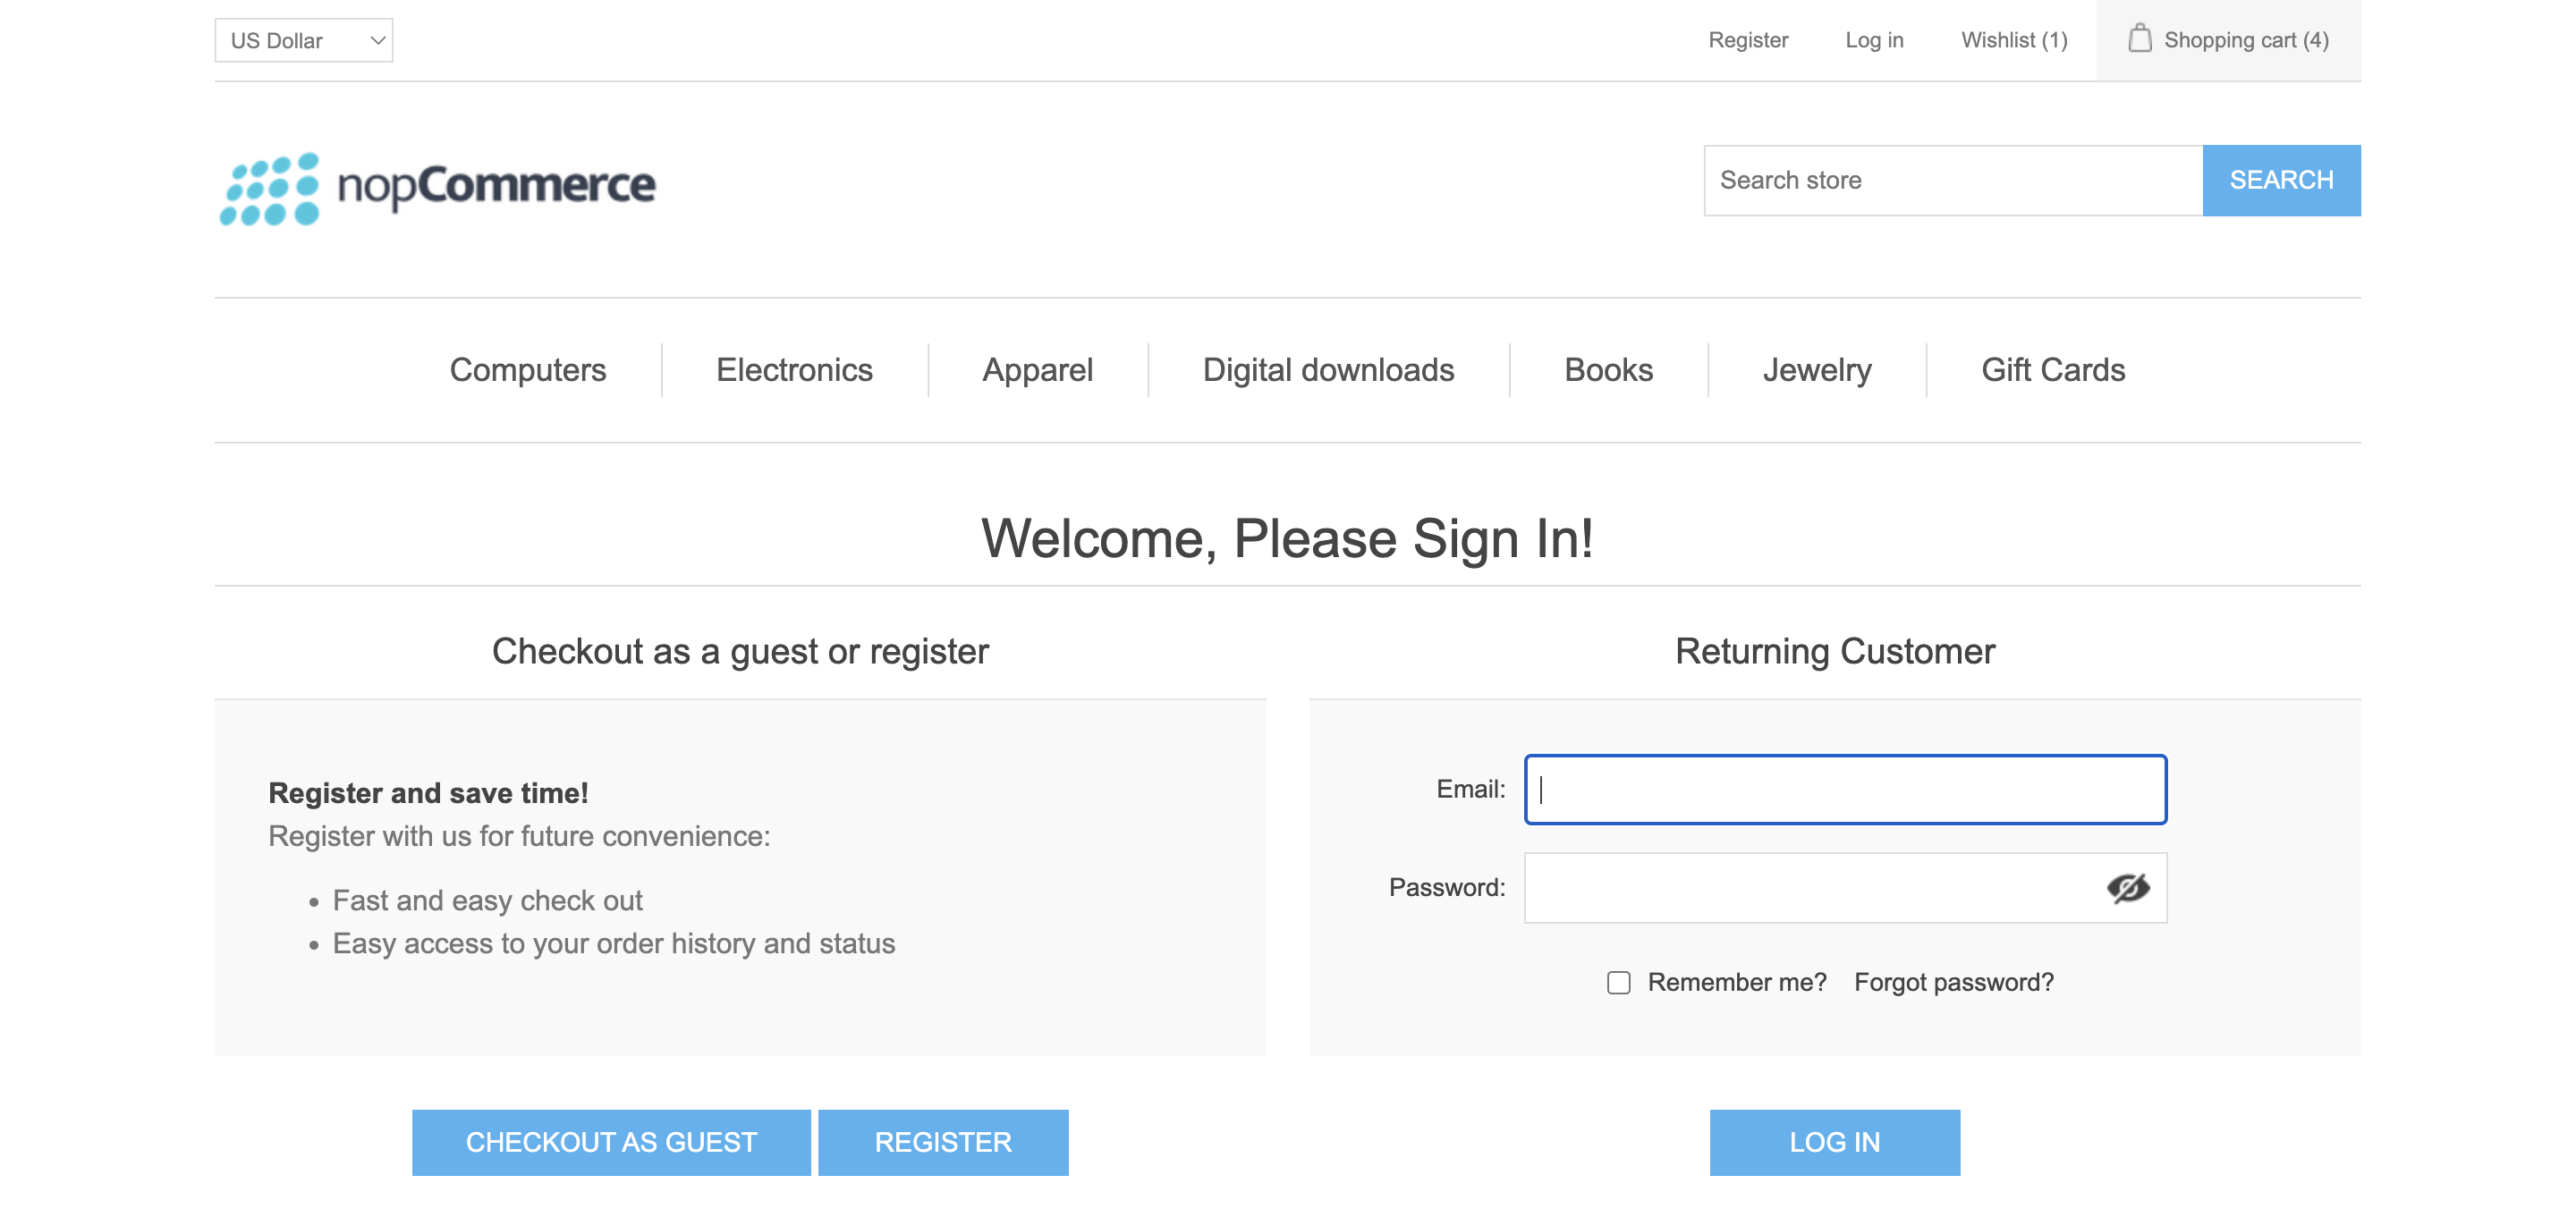 US Dollar
Register Log in Wishlist (1) Shopping cart (4)
nopCommerce
Search store SEARCH
Computers Electronics Apparel Digital downloads Books Jewelry Gift Cards
Welcome, Please Sign In!
Checkout as a guest or register
Register and save time!
Register with us for future convenience:
• Fast and easy check out
• Easy access to your order history and status
CHECKOUT AS GUEST REGISTER
Returning Customer
Email:
Password:
Remember me? Forgot password?
LOG IN